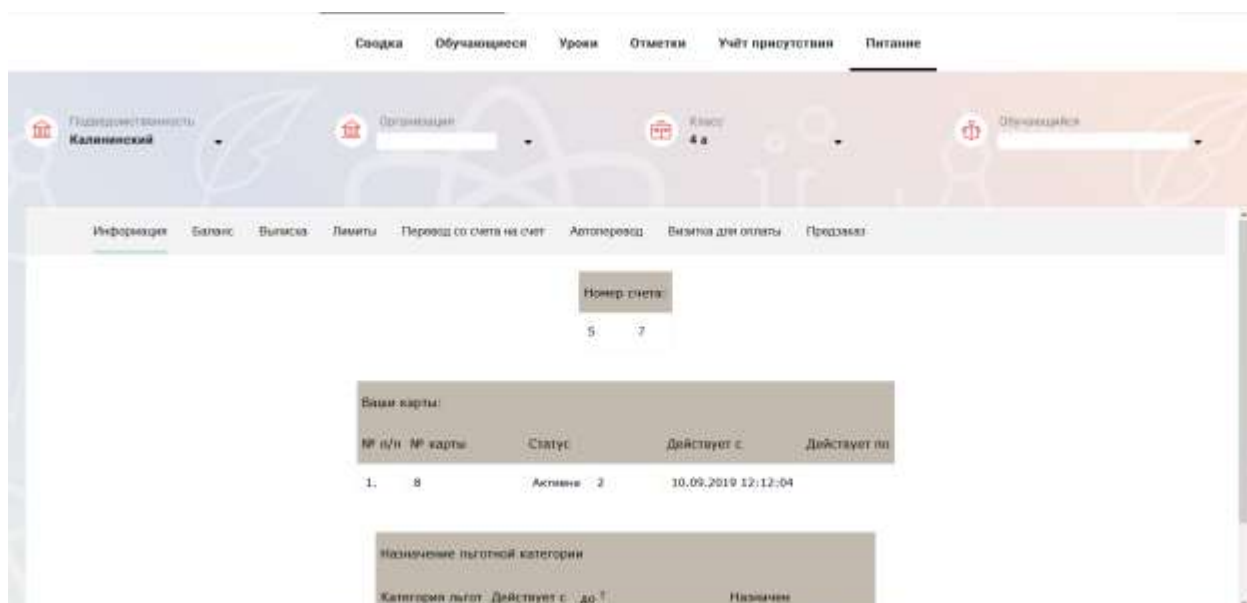 Сводка Обучающиеся Уроки Отметки Учёт присутствия Питание
Подведомственность Организация Класс Обучающийся
Калининский 4 а
Информация Баланс Выписка Лимиты Перевод со счета на счет Автоперевод Визитка для оплаты Предзаказ
Номер счета:
5 7
Ваши карты:
№ п/п № карты Статус Действует с Действует по
1. 8 Активна 2 10.09.2019 12:12:04
Назначение льготной категории
Категория льгот Действует с до Назначен